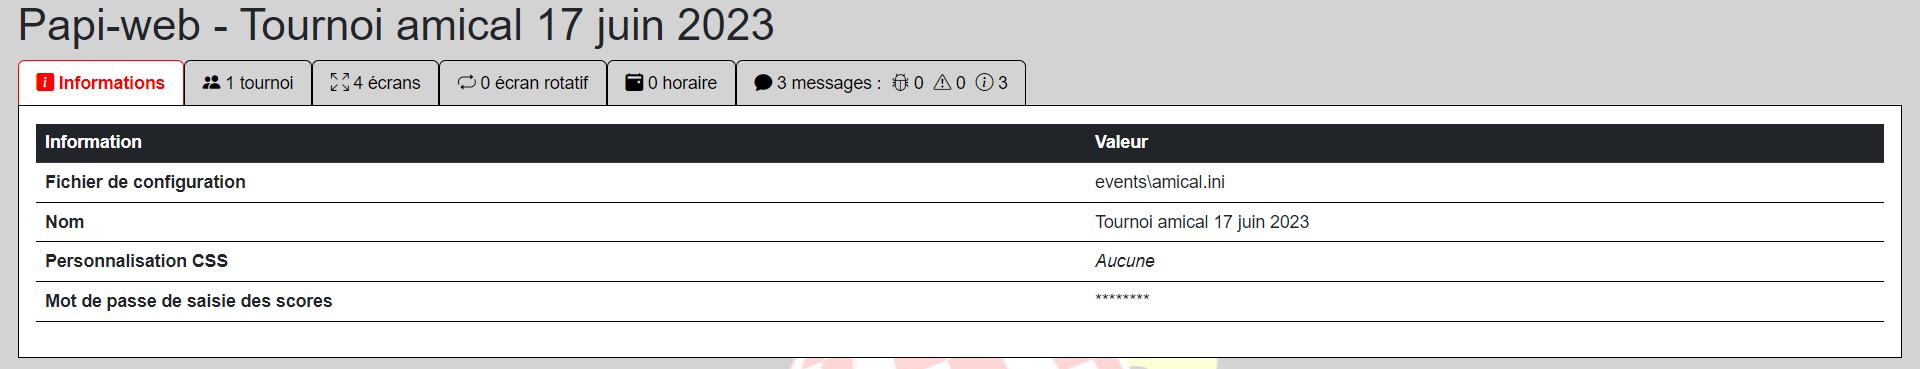 Papi-web - Tournoi amical 17 juin 2023
Informations 1 tournoi 4 écrans 0 écran rotatif 0 horaire 3 messages : 0 0 3
Information Valeur
Fichier de configuration events\amical.ini
Nom Tournoi amical 17 juin 2023
Personnalisation CSS Aucune
Mot de passe de saisie des scores ********